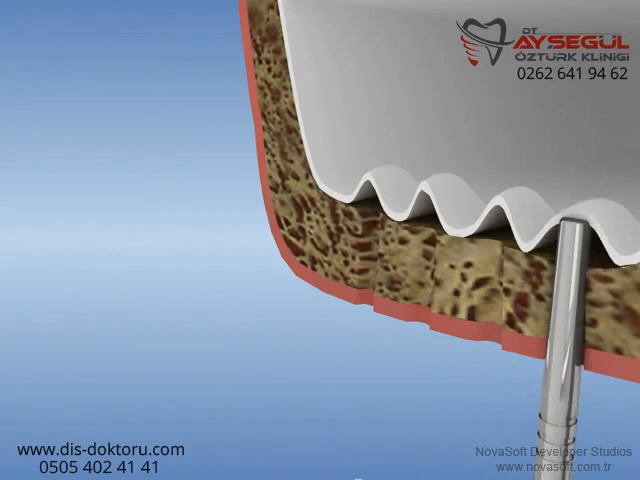 DT
AYSEGÜL
ÖZTÜRK KLİNİĞİ
0262 641 94 62
www.dis-doktoru.com
0505 402 41 41
NovaSoft Developer Studios
www.novasoft.com.tr